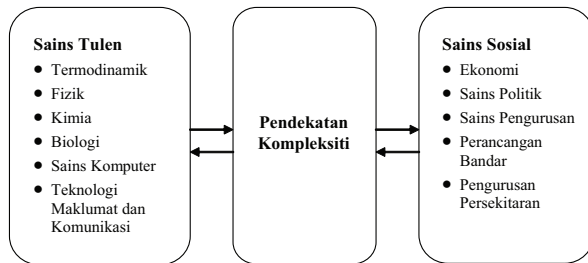 Sains Tulen
● Termodinamik
● Fizik
● Kimia
● Biologi
● Sains Komputer
● Teknologi
Maklumat dan
Komunikasi
Pendekatan
Kompleksiti
Sains Sosial
● Ekonomi
● Sains Politik
● Sains Pengurusan
● Perancangan
Bandar
● Pengurusan
Persekitaran